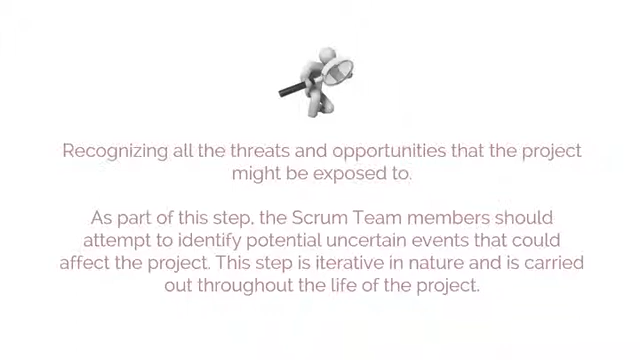 Recognizing all the threats and opportunities that the project
might be exposed to.
As part of this step, the Scrum Team members should
attempt to identify potential uncertain events that could
affect the project. This step is iterative in nature and is carried
out throughout the life of the project.